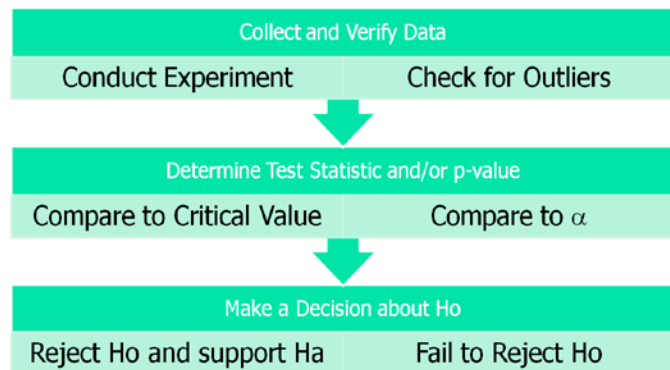 Collect and Verify Data
Conduct Experiment
Check for Outliers
Determine Test Statistic and/or p-value
Compare to Critical Value
Compare to α
Make a Decision about Ho
Reject Ho and support Ha
Fail to Reject Ho